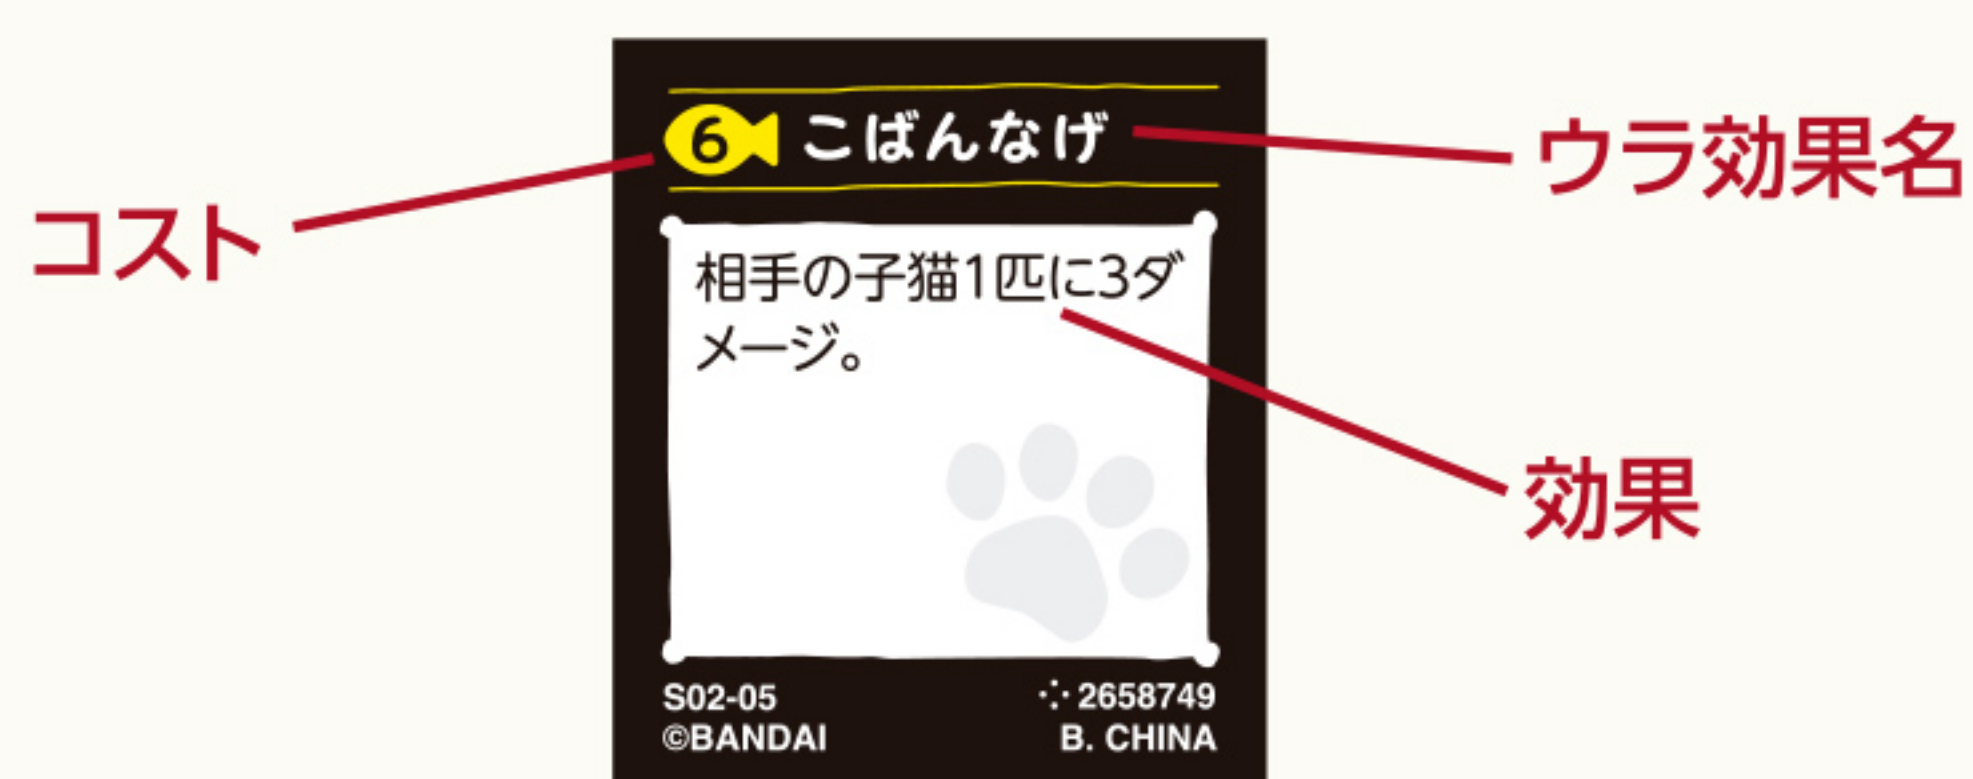 6 こばんなげ
ウラ効果名
コスト
相手の子猫1匹に3ダ
メージ。
効果
S02-05
2658749
©BANDAI
B. CHINA